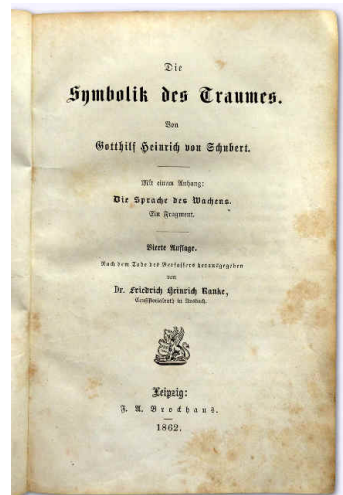 Die
Symbolik des Traumes.
Von
Gotthilf Heinrich von Schubert.
Mit einem Anhang:
Die Sprache des Wachens.
Ein Fragment.
Vierte Auflage.
Nach dem Tode des Verfassers herausgegeben
von
Dr. Friedrich Heinrich Ranke,
Consistorialrath in Ansbach.
Leipzig:
F. A. Brockhaus.
1862.